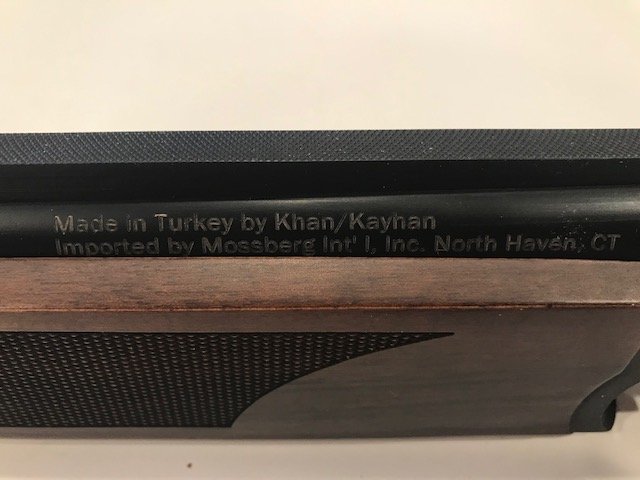 Made in Turkey by Khan/Kayhan
Imported by Mossberg Int' l, Inc. North Haven, CT